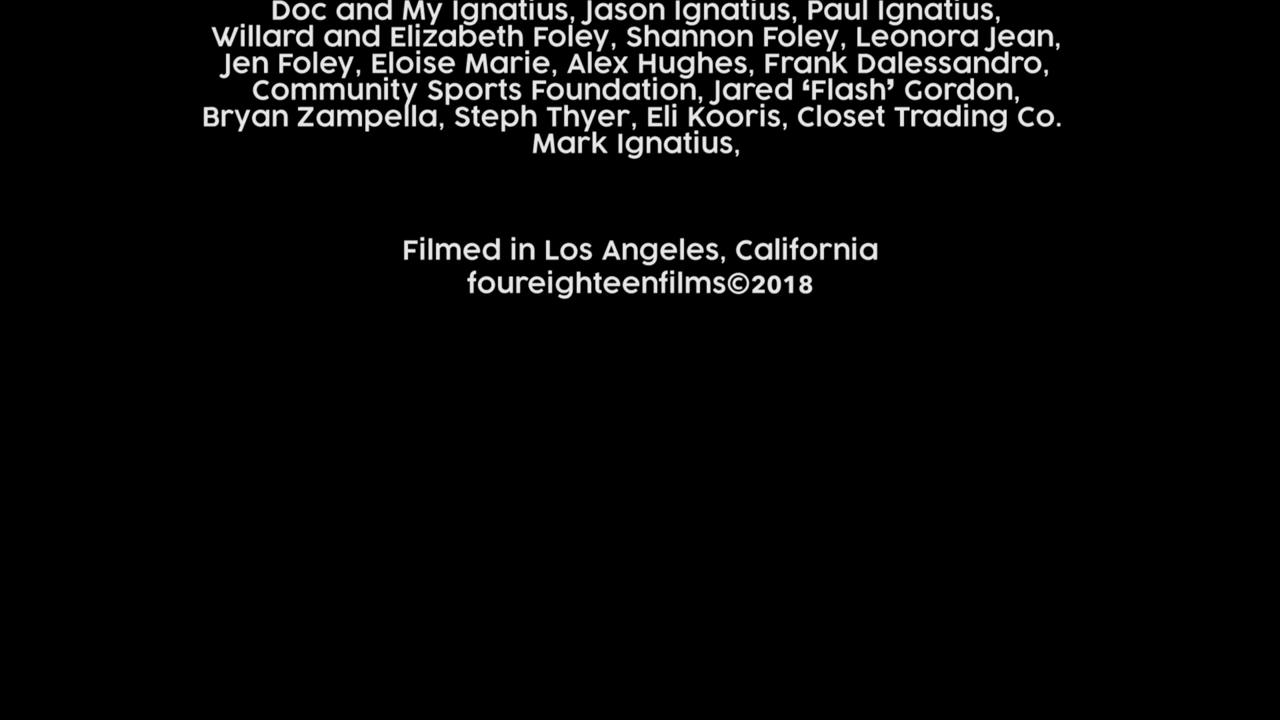 Doc and My Ignatius, Jason Ignatius, Paul Ignatius,
Willard and Elizabeth Foley, Shannon Foley, Leonora Jean,
Jen Foley, Eloise Marie, Alex Hughes, Frank Dalessandro,
Community Sports Foundation, Jared ‘Flash’ Gordon,
Bryan Zampella, Steph Thyer, Eli Kooris, Closet Trading Co.
Mark Ignatius,
Filmed in Los Angeles, California
foureighteenfilms©2018